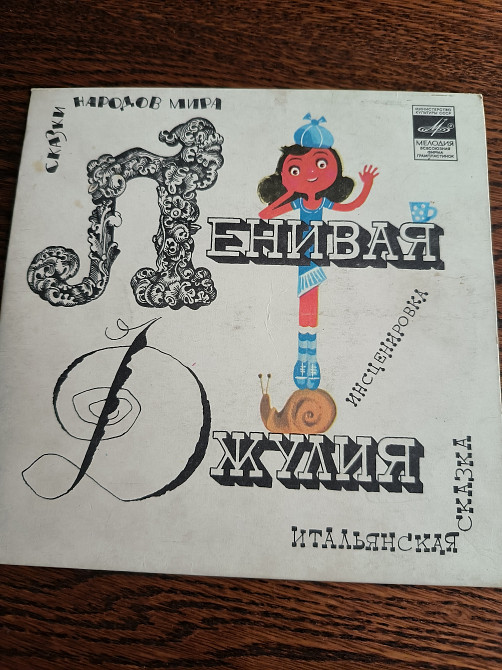 СКАЗКИ НАРОДОВ МИРА
МИНИСТЕРСТВО
КУЛЬТУРЫ СССР
МЕЛОДИЯ
ВСЕСОЮЗНАЯ
ФИРМА
ГРАМПЛАСТИНОК
ЛЕНИВАЯ
ДЖУЛИЯ
ИНСЦЕНИРОВКА
ИТАЛЬЯНСКАЯ СКАЗКА